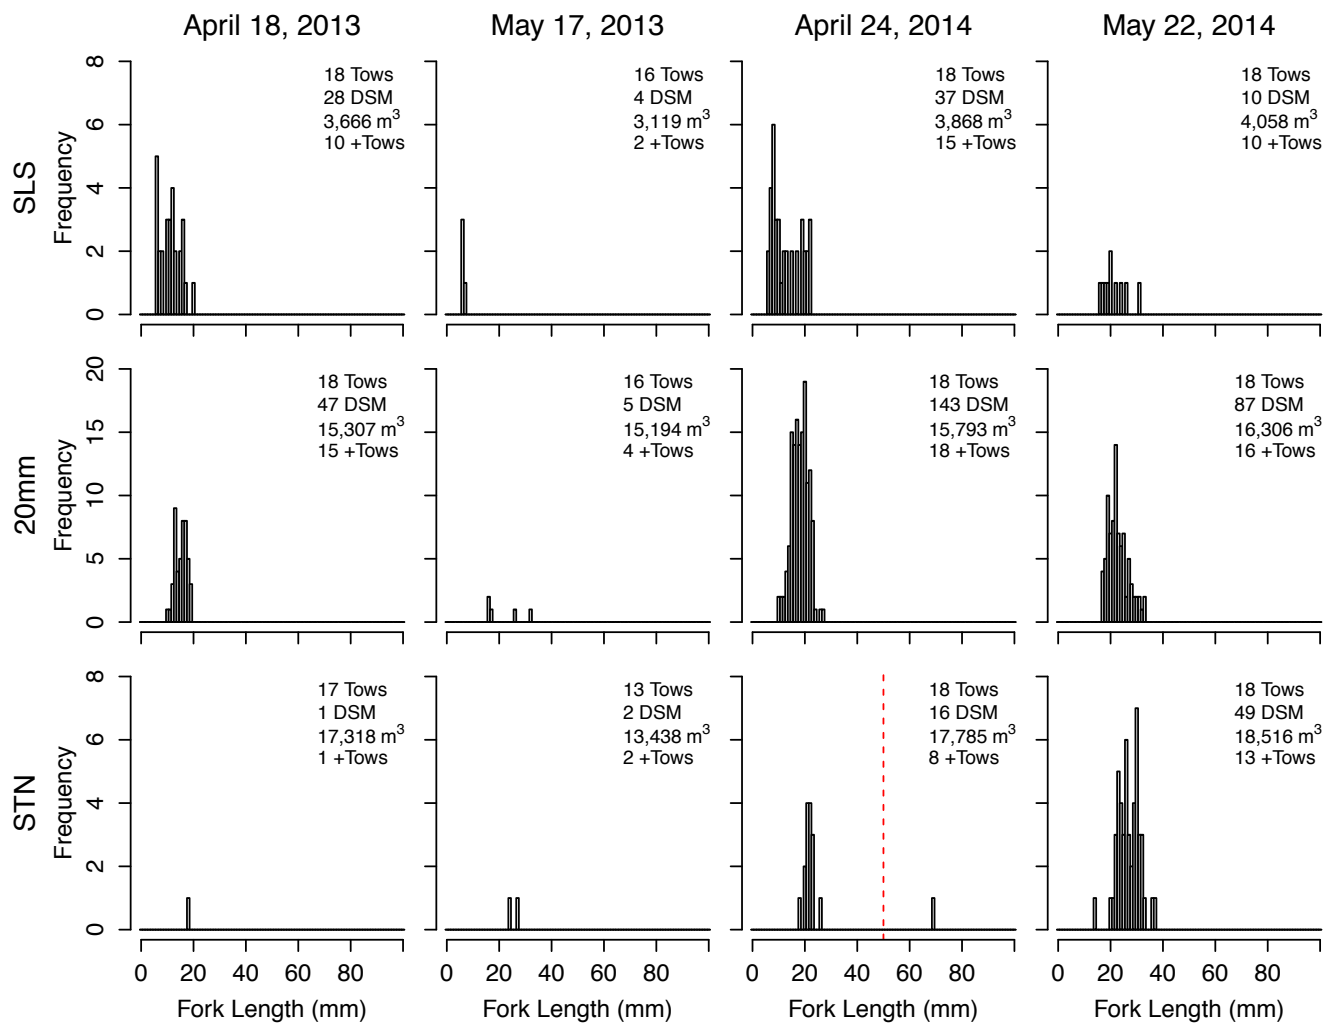 April 18, 2013
May 17, 2013
April 24, 2014
May 22, 2014
SLS
Frequency
0 2 4 6 8
18 Tows
28 DSM
3,666 m³
10 +Tows
16 Tows
4 DSM
3,119 m³
2 +Tows
18 Tows
37 DSM
3,868 m³
15 +Tows
18 Tows
10 DSM
4,058 m³
10 +Tows
20mm
Frequency
0 5 10 15 20
18 Tows
47 DSM
15,307 m³
15 +Tows
16 Tows
5 DSM
15,194 m³
4 +Tows
18 Tows
143 DSM
15,793 m³
18 +Tows
18 Tows
87 DSM
16,306 m³
16 +Tows
STN
Frequency
0 2 4 6 8
17 Tows
1 DSM
17,318 m³
1 +Tows
13 Tows
2 DSM
13,438 m³
2 +Tows
18 Tows
16 DSM
17,785 m³
8 +Tows
18 Tows
49 DSM
18,516 m³
13 +Tows
0 20 40 60 80
0 20 40 60 80
0 20 40 60 80
0 20 40 60 80
Fork Length (mm)
Fork Length (mm)
Fork Length (mm)
Fork Length (mm)